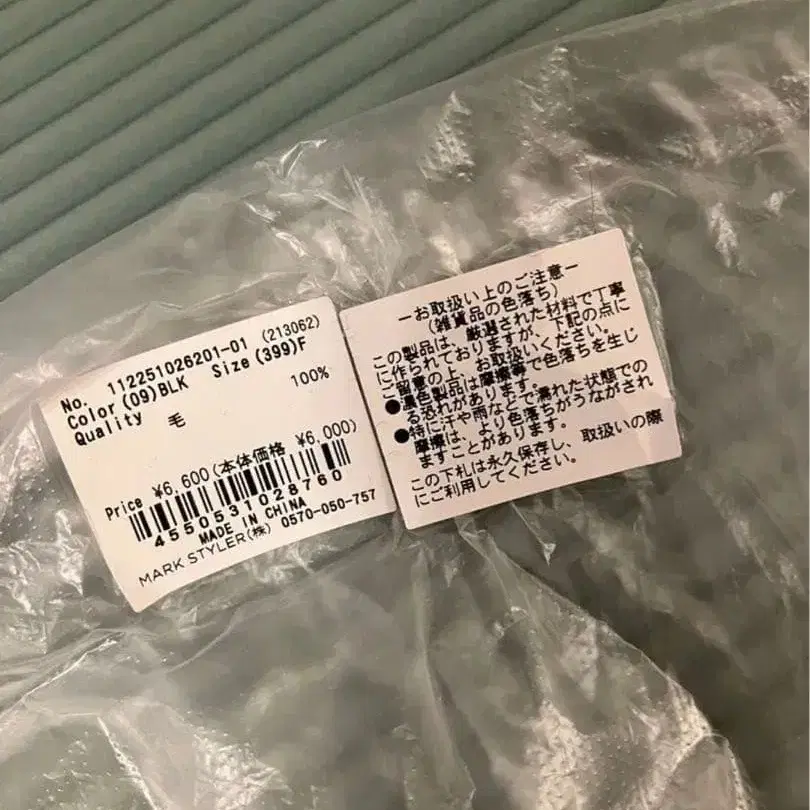 No. 112251026201-01 (213062)
Color (09)BLK Size (399)F
Quality
毛 100%
Price ¥6,600(本体価格 ¥6,000)
4550531028760
MADE IN CHINA
MARK STYLER(株) 0570-050-757
ーお取扱い上のご注意ー
(雑貨品の色落ち)
この製品は、厳選された材料で丁寧
に作られておりますが、下記の点に
ご留意の上、お取扱いください。
●濃色製品は摩擦等で色落ちを生じ
る恐れがあります。
●特に汗や雨などで濡れた状態での
摩擦は、より色落ちがうながされ
ますことがあります。
この下札は永久保存し、取扱いの際
にご利用してください。